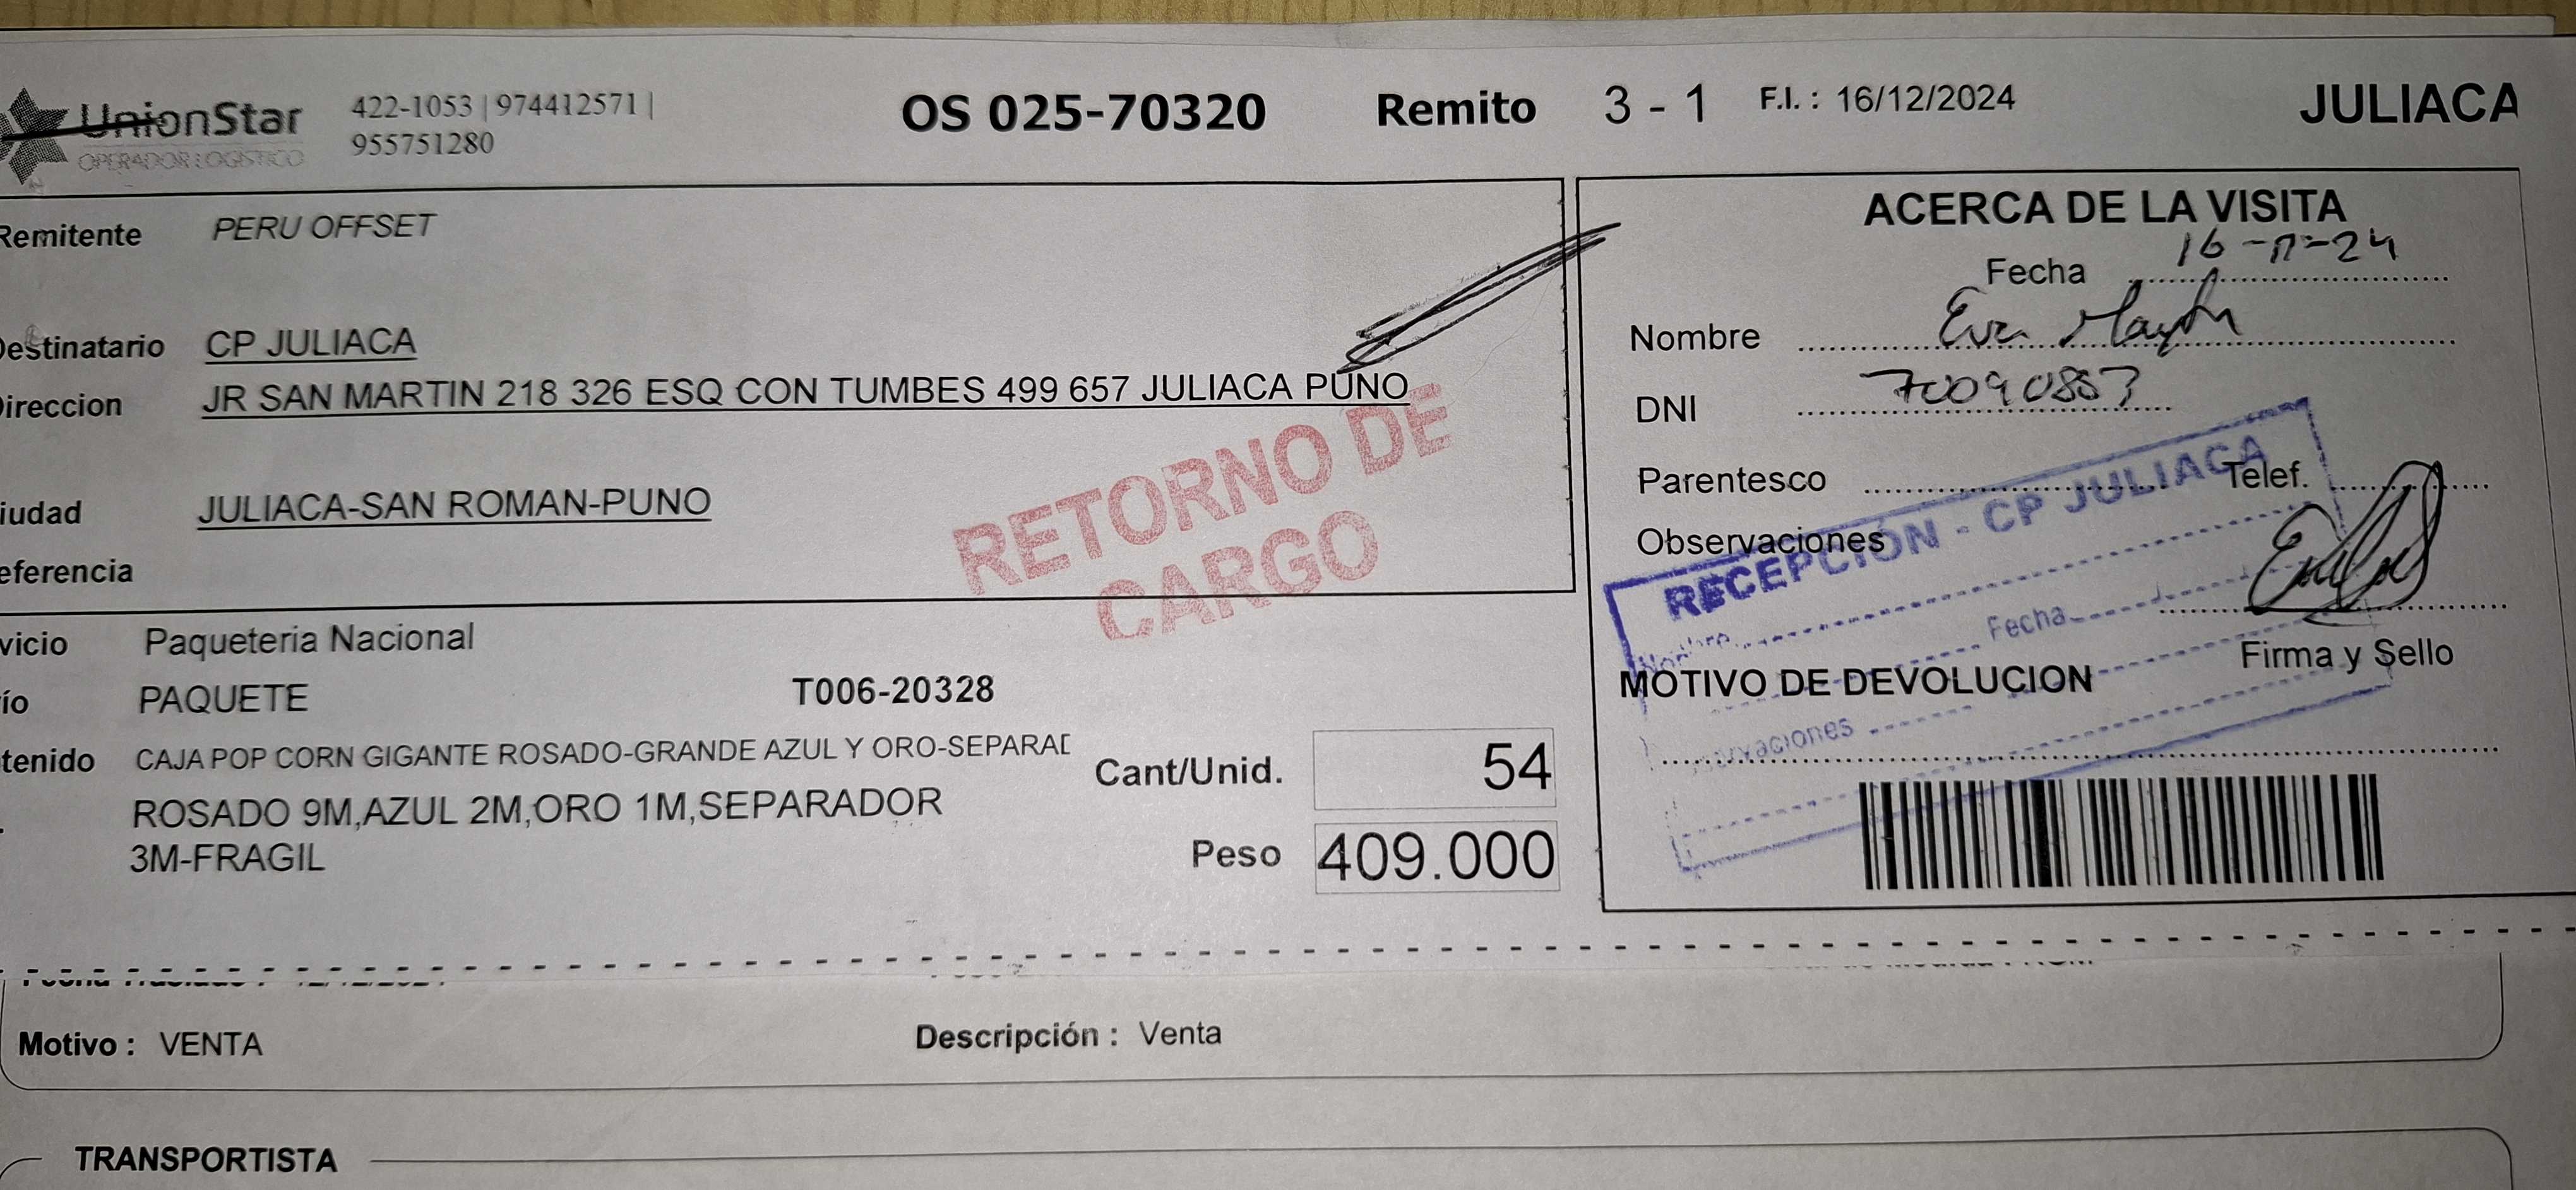 UnionStar
OPERADOR LOGISTICO
422-1053 | 974412571 |
955751280
OS 025-70320 Remito 3 - 1 F.I. : 16/12/2024 JULIACA
Remitente PERU OFFSET
Destinatario CP JULIACA
Direccion JR SAN MARTIN 218 326 ESQ CON TUMBES 499 657 JULIACA PUNO
iudad JULIACA-SAN ROMAN-PUNO
eferencia
RETORNO DE
CARGO
vicio Paqueteria Nacional
ío PAQUETE T006-20328
tenido CAJA POP CORN GIGANTE ROSADO-GRANDE AZUL Y ORO-SEPARAD
ROSADO 9M,AZUL 2M,ORO 1M,SEPARADOR
3M-FRAGIL
Cant/Unid. 54
Peso 409.000
ACERCA DE LA VISITA
Fecha
Nombre Eva
DNI 70090857
Parentesco Telef.
Observaciones
RECEPCIÓN - CP JULIACA
Fecha
Firma y Sello
MOTIVO DE DEVOLUCION
Motivo : VENTA Descripción : Venta
TRANSPORTISTA